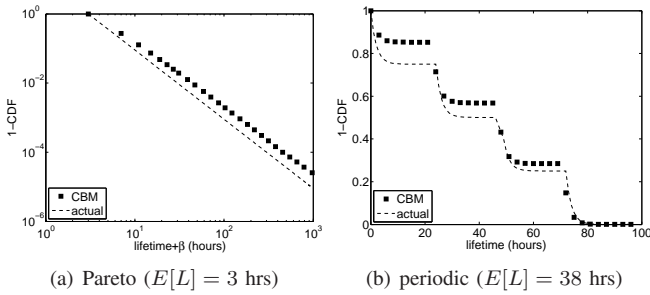 10^0
10^−2
10^−4
10^−6
1−CDF
CBM
actual
10^0 10^1 10^2 10^3
lifetime+β (hours)
(a) Pareto (E[L] = 3 hrs)
1
0.8
0.6
0.4
0.2
0
1−CDF
CBM
actual
0 20 40 60 80 100
lifetime (hours)
(b) periodic (E[L] = 38 hrs)